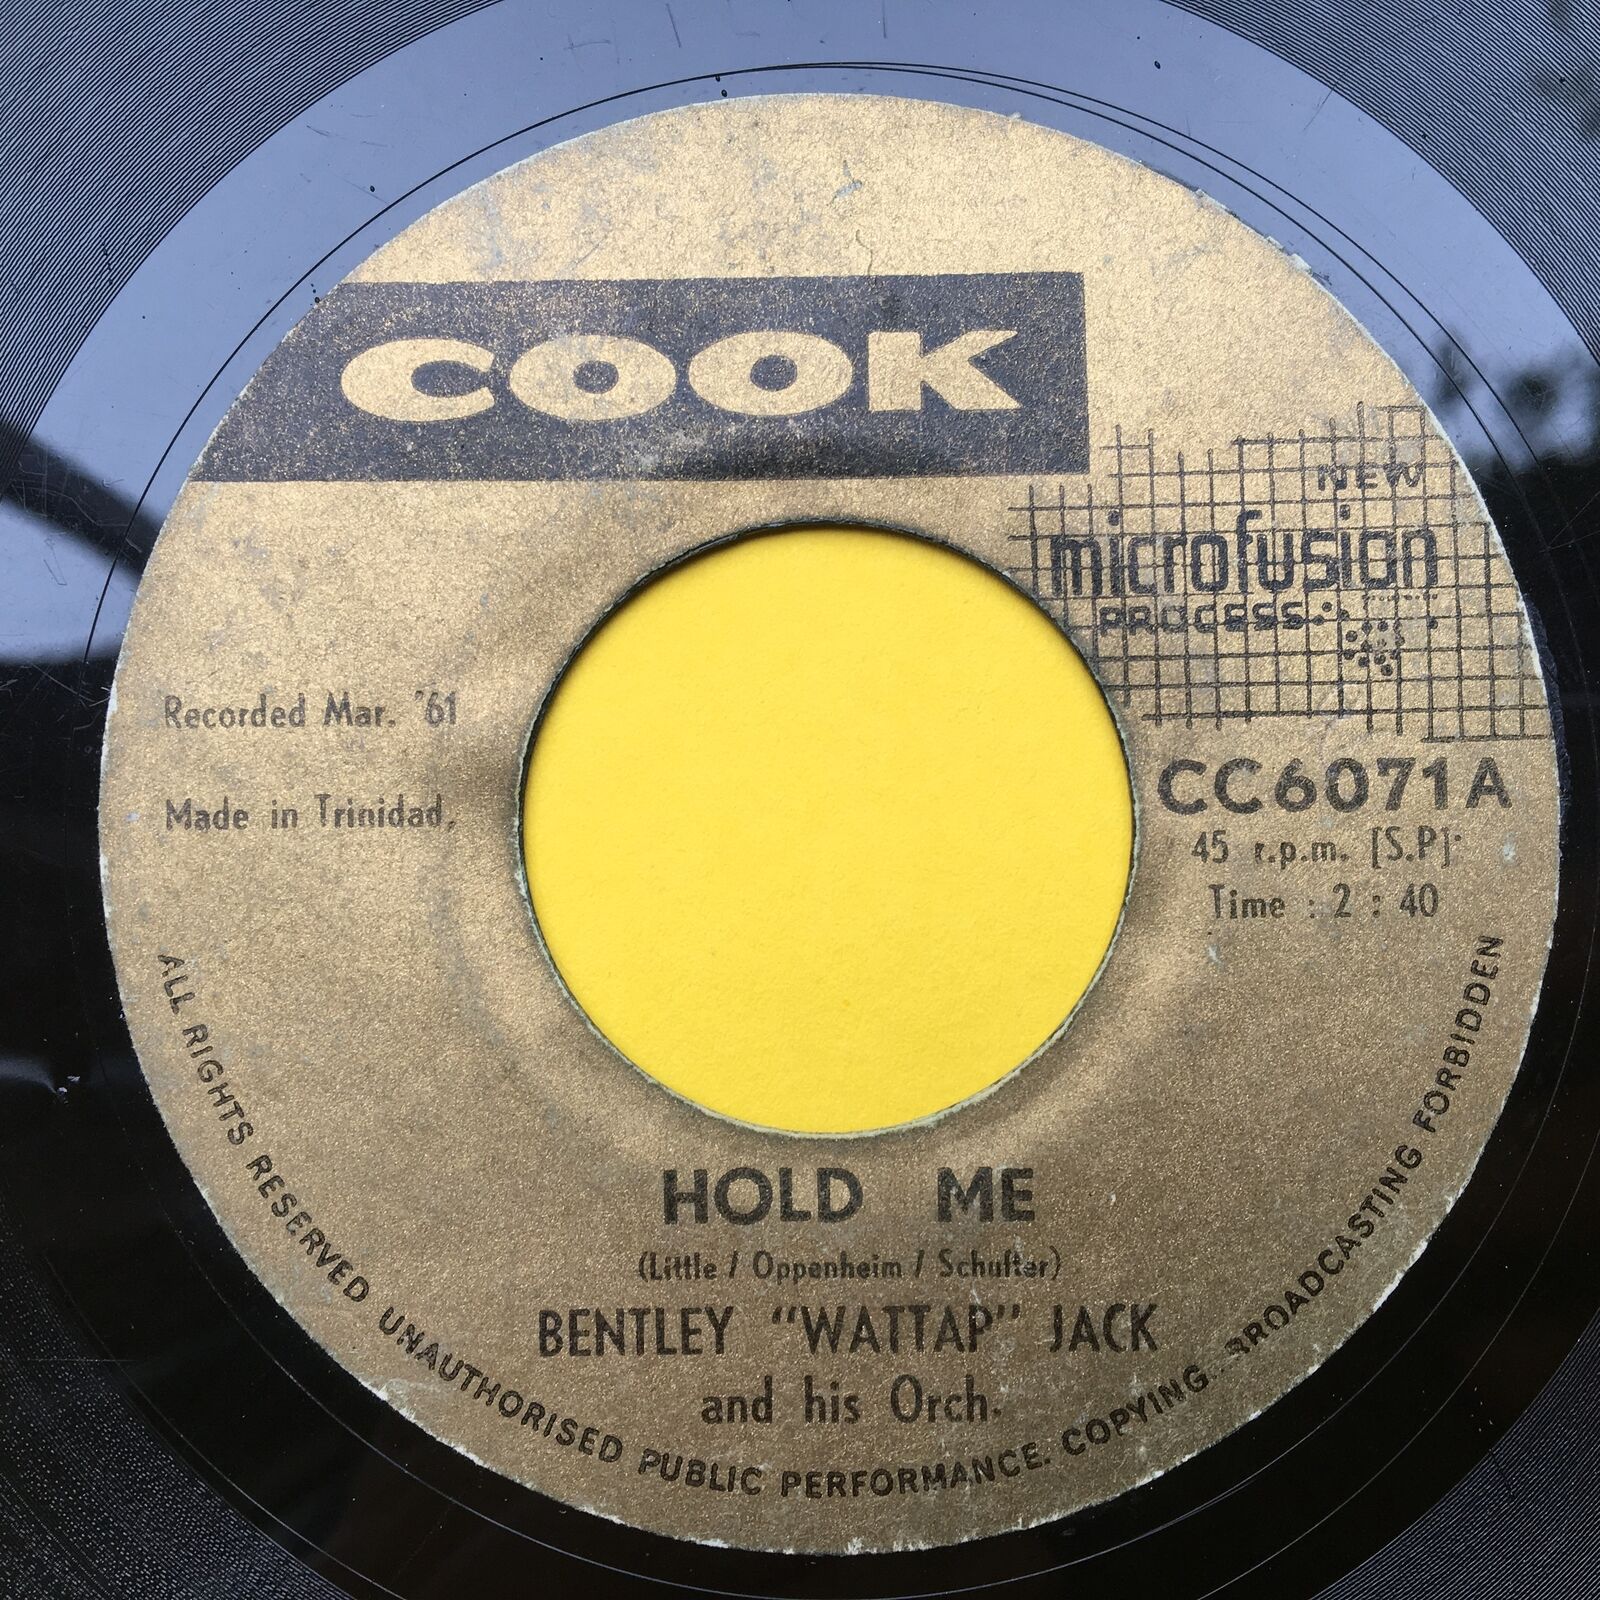 COOK
NEW
microfusion
PROCESS
Recorded Mar. '61
Made in Trinidad.
CC6071A
45 r.p.m. [S.P]
Time : 2 : 40
HOLD ME
(Little / Oppenheim / Schufter)
BENTLEY "WATTAP" JACK
and his Orch.
ALL RIGHTS RESERVED UNAUTHORISED PUBLIC PERFORMANCE. COPYING. BROADCASTING FORBIDDEN